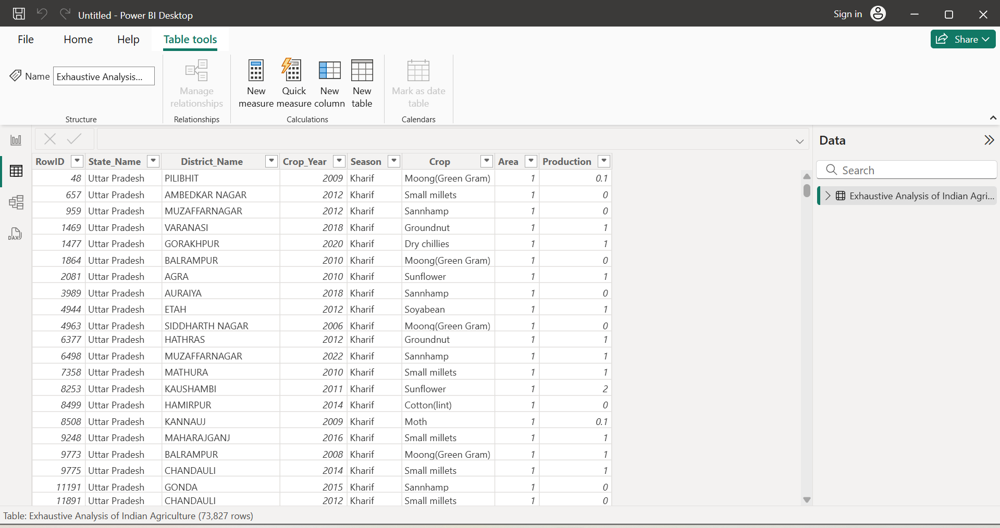 Untitled - Power BI Desktop
Sign in
File Home Help Table tools
Share
Name Exhaustive Analysis...
Manage relationships
New measure
Quick measure
New column
New table
Mark as date table
Structure Relationships Calculations Calendars
Data
Search
Exhaustive Analysis of Indian Agri...
DAX
RowID State_Name District_Name Crop_Year Season Crop Area Production
48 Uttar Pradesh PILIBHIT 2009 Kharif Moong(Green Gram) 1 0.1
657 Uttar Pradesh AMBEDKAR NAGAR 2012 Kharif Small millets 1 0
959 Uttar Pradesh MUZAFFARNAGAR 2012 Kharif Sannhamp 1 0
1469 Uttar Pradesh VARANASI 2018 Kharif Groundnut 1 1
1477 Uttar Pradesh GORAKHPUR 2020 Kharif Dry chillies 1 1
1864 Uttar Pradesh BALRAMPUR 2010 Kharif Moong(Green Gram) 1 0
2081 Uttar Pradesh AGRA 2010 Kharif Sunflower 1 1
3989 Uttar Pradesh AURAIYA 2018 Kharif Sannhamp 1 0
4944 Uttar Pradesh ETAH 2012 Kharif Soyabean 1 1
4963 Uttar Pradesh SIDDHARTH NAGAR 2006 Kharif Moong(Green Gram) 1 0
6377 Uttar Pradesh HATHRAS 2012 Kharif Groundnut 1 1
6498 Uttar Pradesh MUZAFFARNAGAR 2022 Kharif Sannhamp 1 1
7358 Uttar Pradesh MATHURA 2010 Kharif Small millets 1 1
8253 Uttar Pradesh KAUSHAMBI 2011 Kharif Sunflower 1 2
8499 Uttar Pradesh HAMIRPUR 2014 Kharif Cotton(lint) 1 0
8508 Uttar Pradesh KANNAUJ 2009 Kharif Moth 1 0.1
9248 Uttar Pradesh MAHARAJGANJ 2016 Kharif Small millets 1 1
9773 Uttar Pradesh BALRAMPUR 2008 Kharif Moong(Green Gram) 1 1
9775 Uttar Pradesh CHANDAULI 2014 Kharif Small millets 1 1
11191 Uttar Pradesh GONDA 2015 Kharif Sannhamp 1 0
11891 Uttar Pradesh CHANDAULI 2012 Kharif Small millets 1 0
Table: Exhaustive Analysis of Indian Agriculture (73,827 rows)